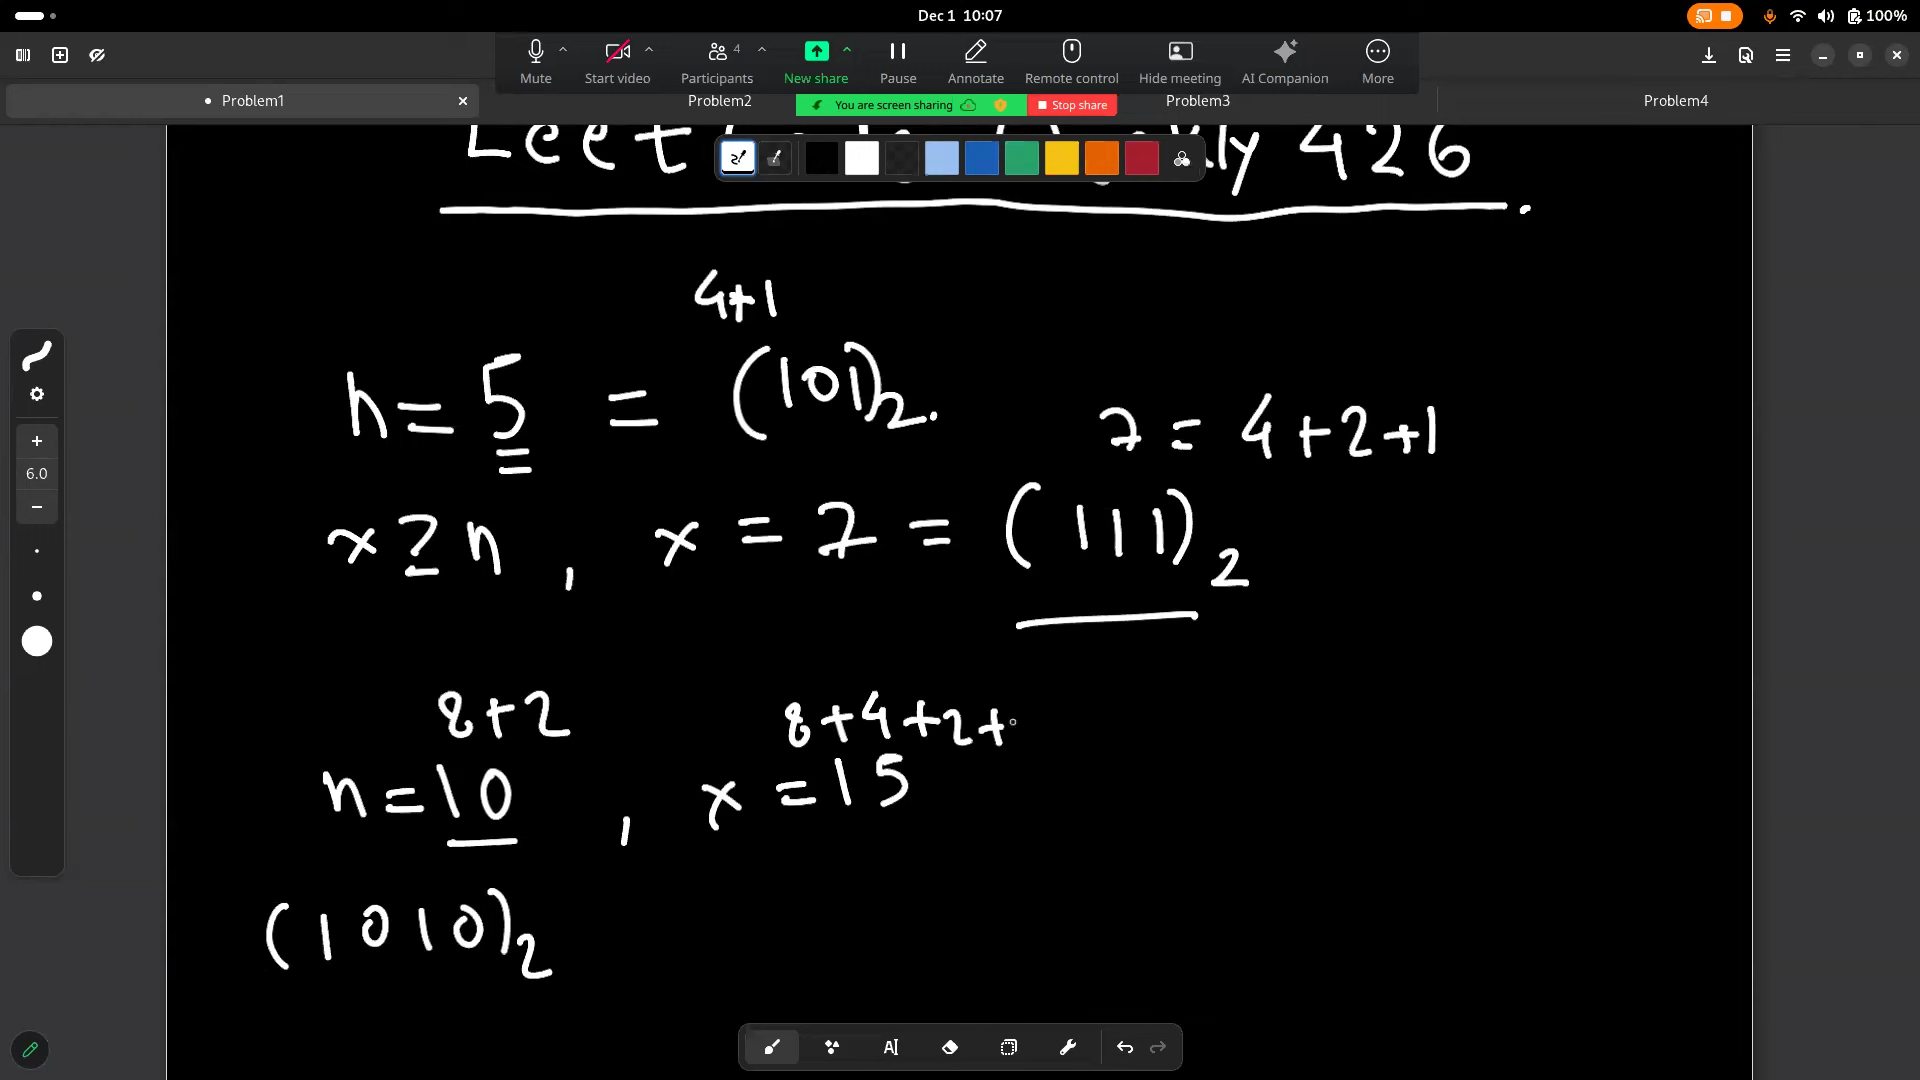 Dec 1 10:07
100%
Mute
Start video
Participants 4
New share
Pause
Annotate
Remote control
Hide meeting
AI Companion
More
Problem1
Problem2
You are screen sharing
Stop share
Problem3
Problem4
Leet
ly 426
4+1
n = 5 = (101)2.
7 = 4+2+1
x ≥ n, x = 7 = (111)2
6.0
8+2
8+4+2+
n=10, x = 15
(1010)2